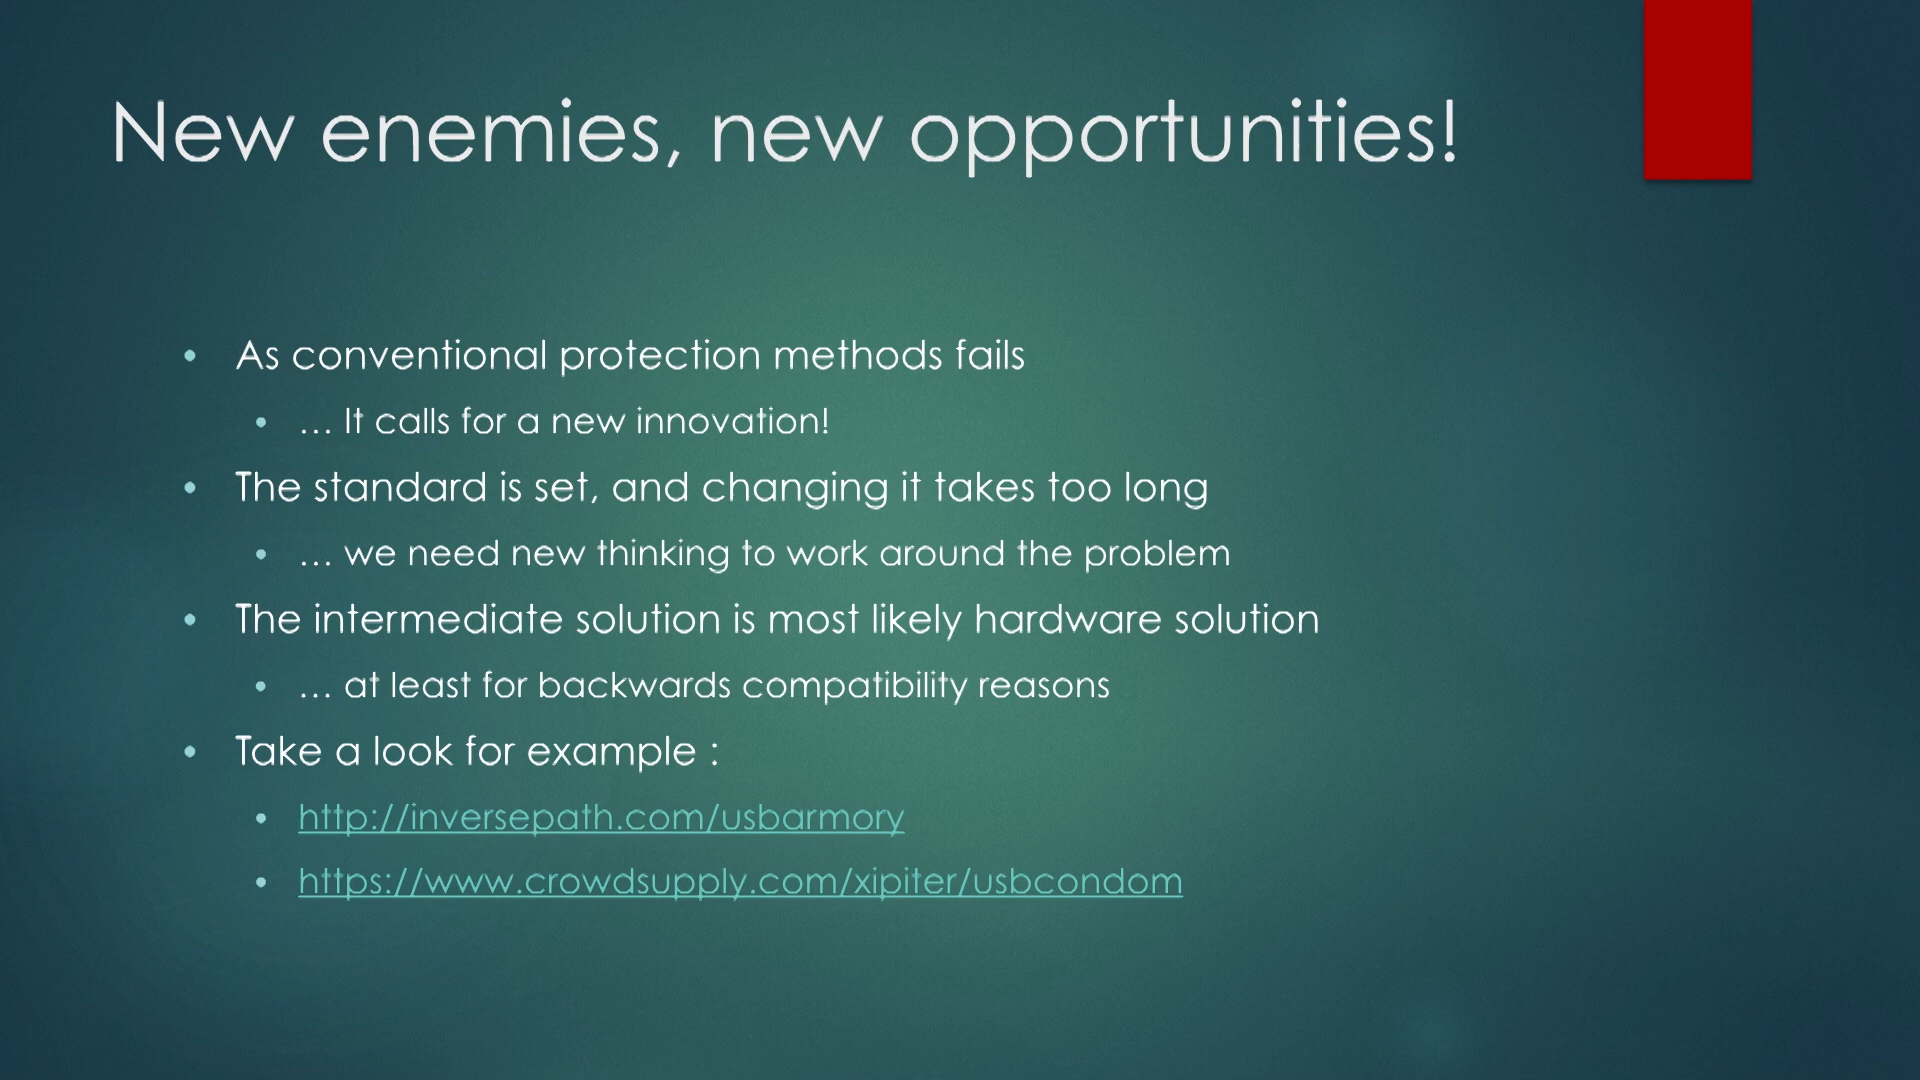 New enemies, new opportunities!
• As conventional protection methods fails
• … It calls for a new innovation!
• The standard is set, and changing it takes too long
• … we need new thinking to work around the problem
• The intermediate solution is most likely hardware solution
• … at least for backwards compatibility reasons
• Take a look for example :
• http://inversepath.com/usbarmory
• https://www.crowdsupply.com/xipiter/usbcondom